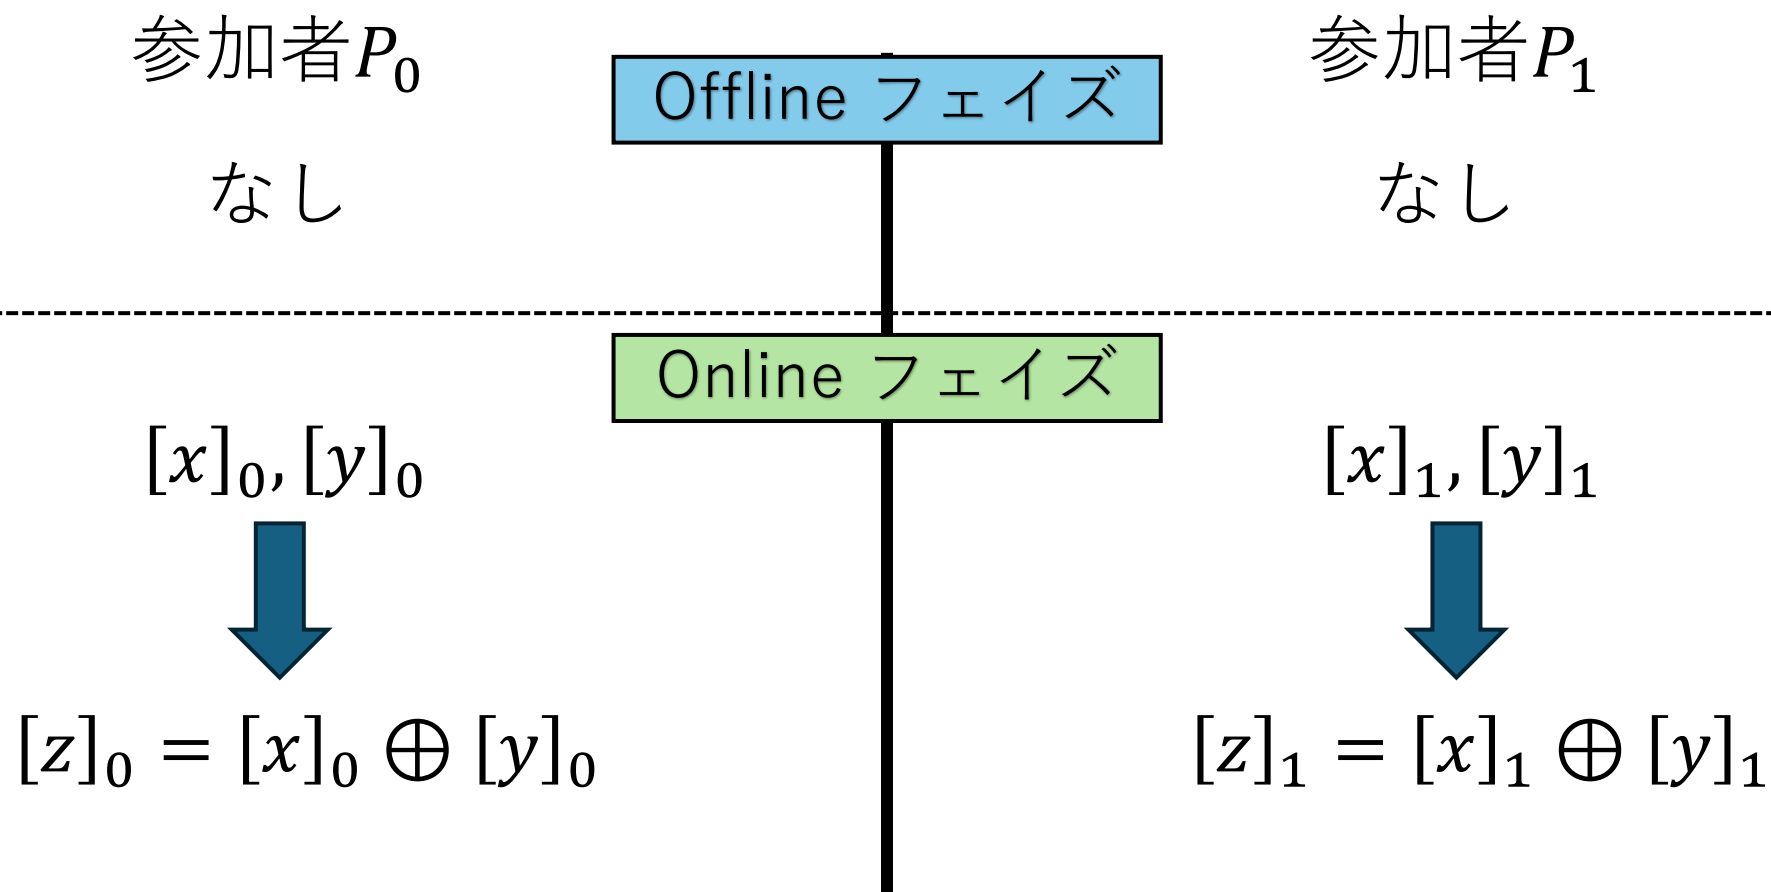 参加者P₀
Offline フェイズ
参加者P₁
なし
なし
Online フェイズ
[x]₀, [y]₀
[x]₁, [y]₁
[z]₀ = [x]₀ ⊕ [y]₀
[z]₁ = [x]₁ ⊕ [y]₁